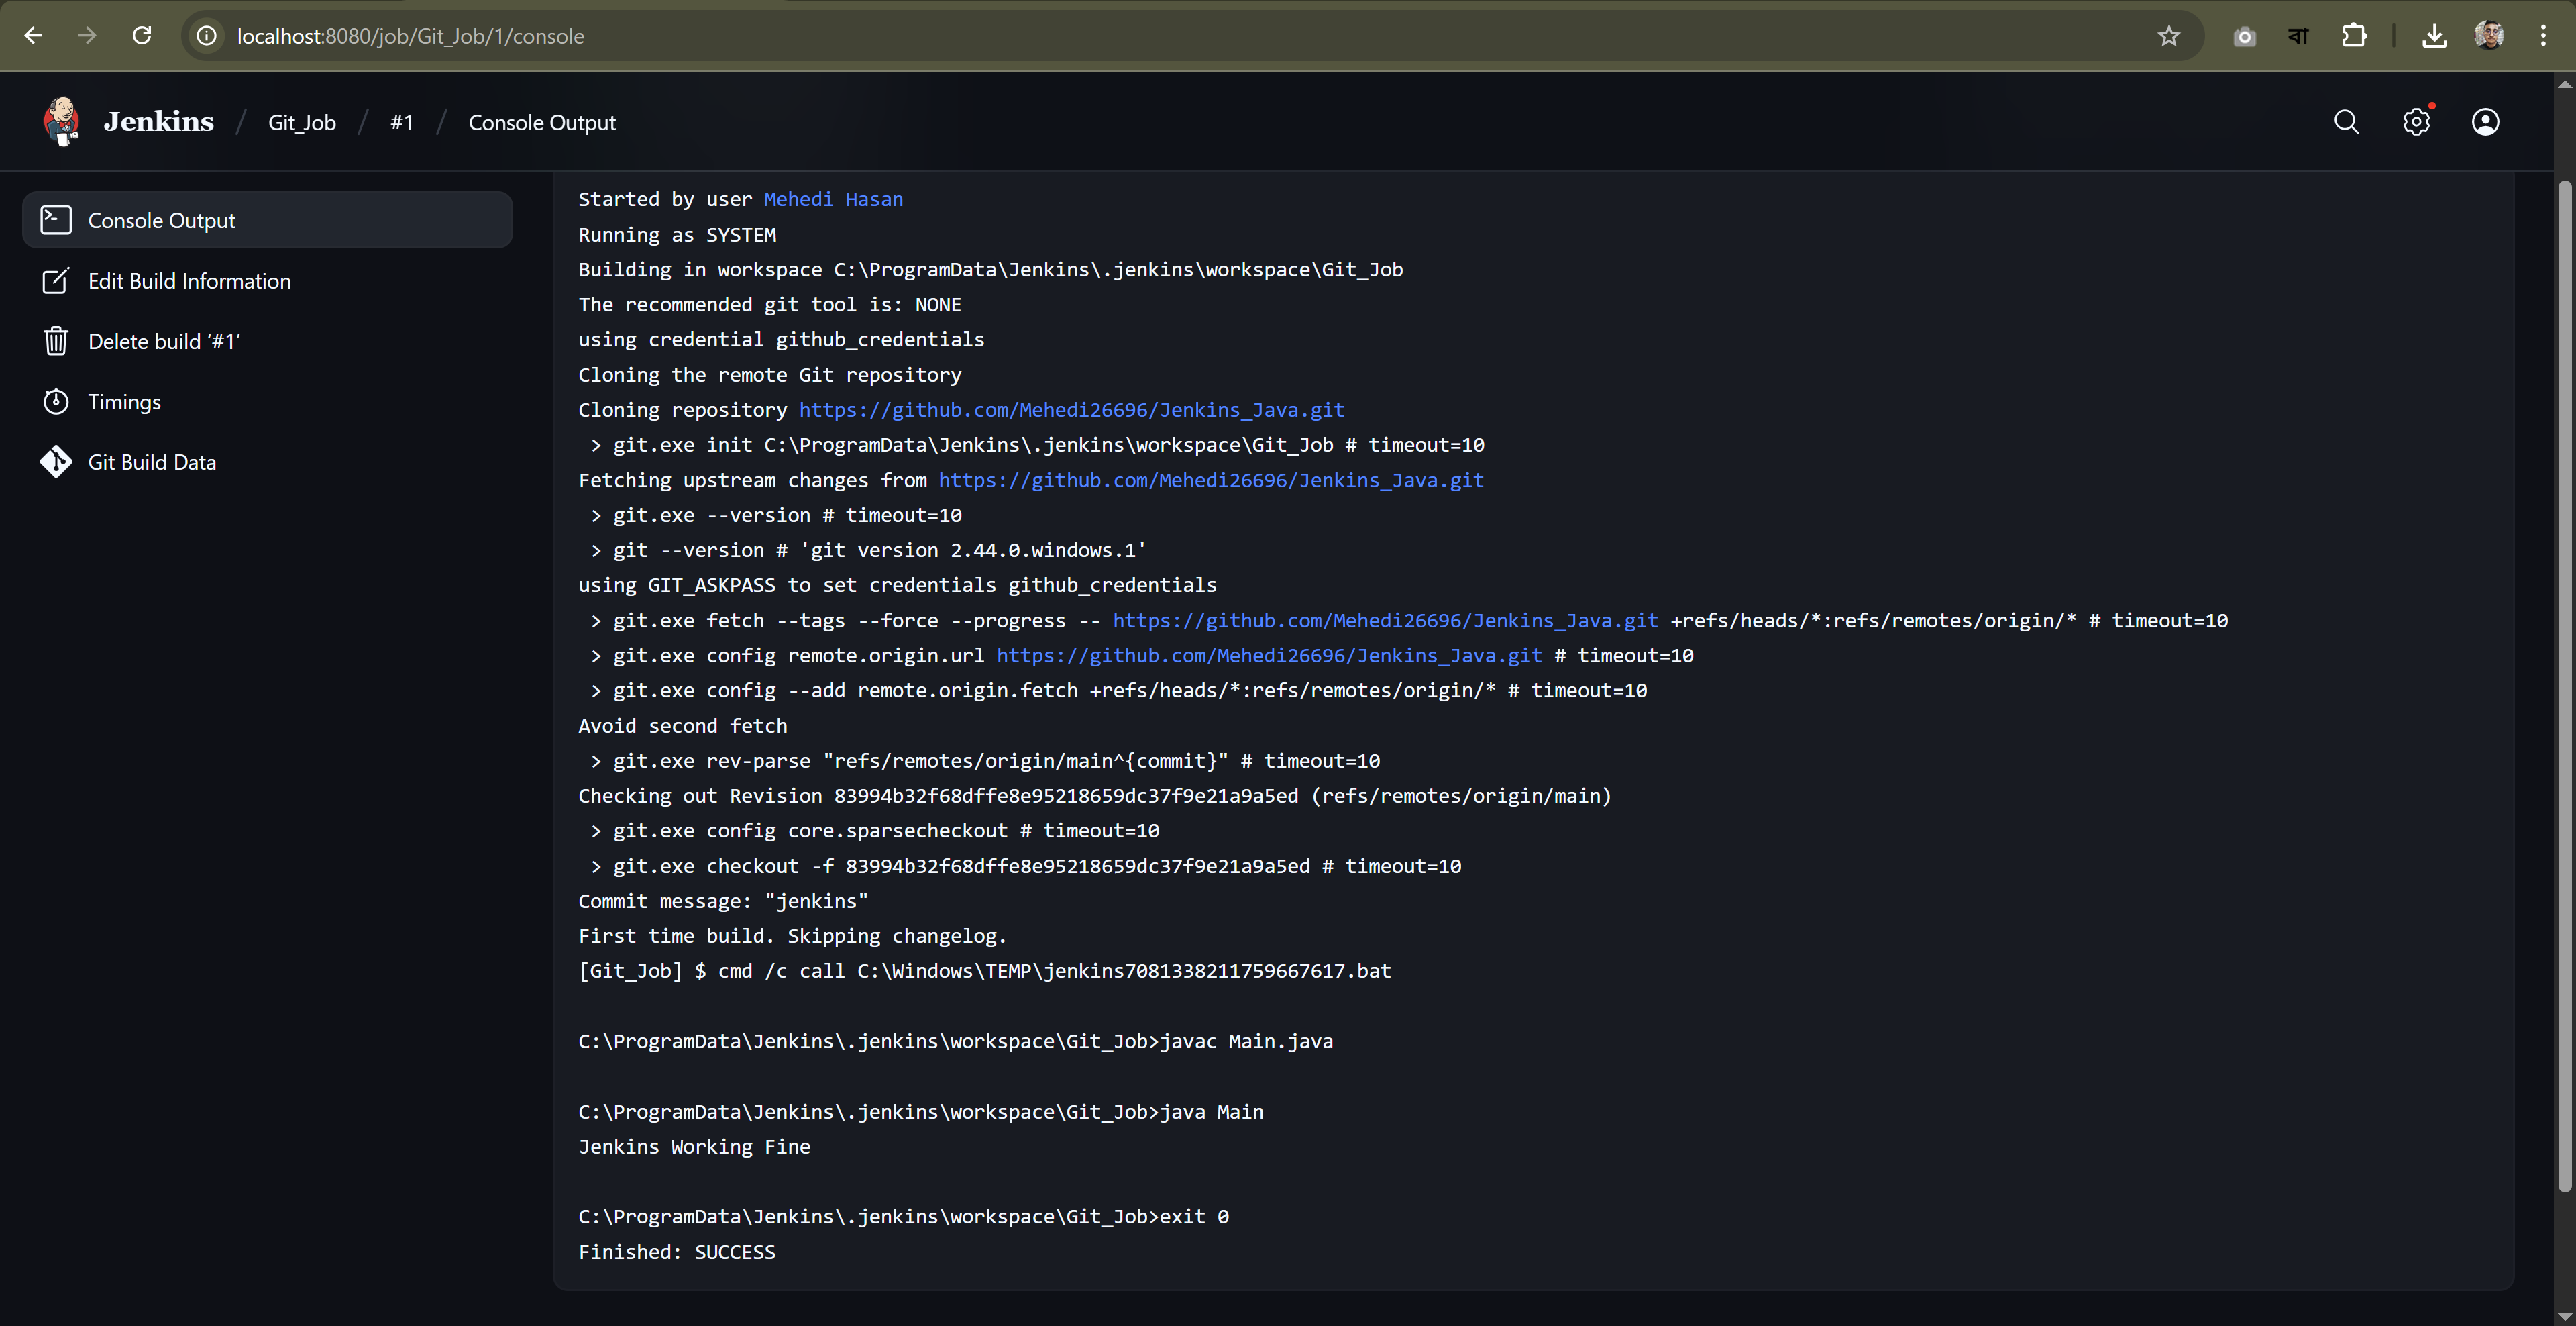 localhost:8080/job/Git_Job/1/console
বা
Jenkins / Git_Job / #1 / Console Output
Console Output
Edit Build Information
Delete build ‘#1’
Timings
Git Build Data
Started by user Mehedi Hasan
Running as SYSTEM
Building in workspace C:\ProgramData\Jenkins\.jenkins\workspace\Git_Job
The recommended git tool is: NONE
using credential github_credentials
Cloning the remote Git repository
Cloning repository https://github.com/Mehedi26696/Jenkins_Java.git
> git.exe init C:\ProgramData\Jenkins\.jenkins\workspace\Git_Job # timeout=10
Fetching upstream changes from https://github.com/Mehedi26696/Jenkins_Java.git
> git.exe --version # timeout=10
> git --version # 'git version 2.44.0.windows.1'
using GIT_ASKPASS to set credentials github_credentials
> git.exe fetch --tags --force --progress -- https://github.com/Mehedi26696/Jenkins_Java.git +refs/heads/*:refs/remotes/origin/* # timeout=10
> git.exe config remote.origin.url https://github.com/Mehedi26696/Jenkins_Java.git # timeout=10
> git.exe config --add remote.origin.fetch +refs/heads/*:refs/remotes/origin/* # timeout=10
Avoid second fetch
> git.exe rev-parse "refs/remotes/origin/main^{commit}" # timeout=10
Checking out Revision 83994b32f68dffe8e95218659dc37f9e21a9a5ed (refs/remotes/origin/main)
> git.exe config core.sparsecheckout # timeout=10
> git.exe checkout -f 83994b32f68dffe8e95218659dc37f9e21a9a5ed # timeout=10
Commit message: "jenkins"
First time build. Skipping changelog.
[Git_Job] $ cmd /c call C:\Windows\TEMP\jenkins7081338211759667617.bat
C:\ProgramData\Jenkins\.jenkins\workspace\Git_Job>javac Main.java
C:\ProgramData\Jenkins\.jenkins\workspace\Git_Job>java Main
Jenkins Working Fine
C:\ProgramData\Jenkins\.jenkins\workspace\Git_Job>exit 0
Finished: SUCCESS